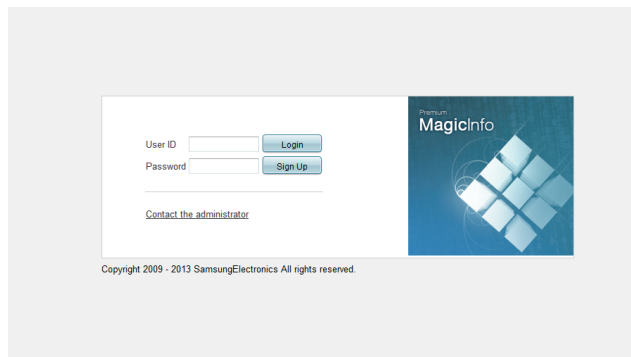 Premium
MagicInfo
User ID
Login
Password
Sign Up
Contact the administrator
Copyright 2009 - 2013 SamsungElectronics All rights reserved.